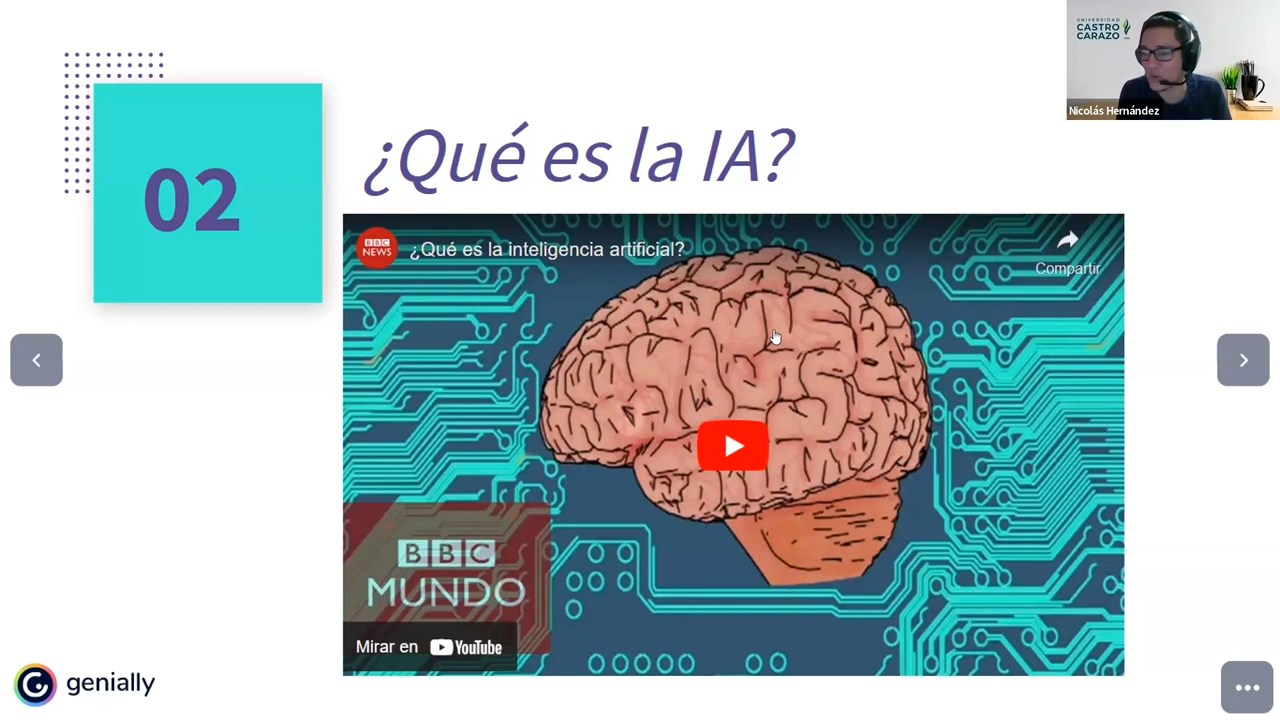 UNIVERSIDAD
CASTRO
CARAZO
Nicolás Hernández
02
¿Qué es la IA?
BBC
NEWS
¿Qué es la inteligencia artificial?
Compartir
BBC
MUNDO
Mirar en YouTube
genially